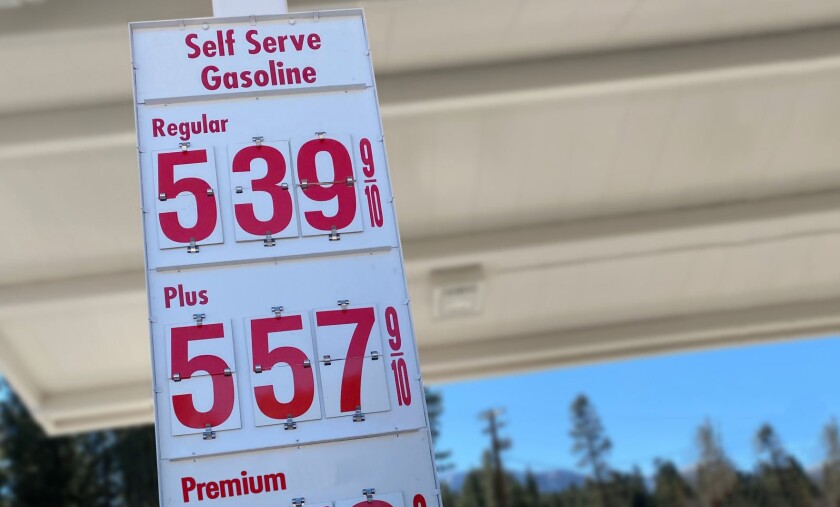 Self Serve
Gasoline
Regular
539 9/10
Plus
557 9/10
Premium